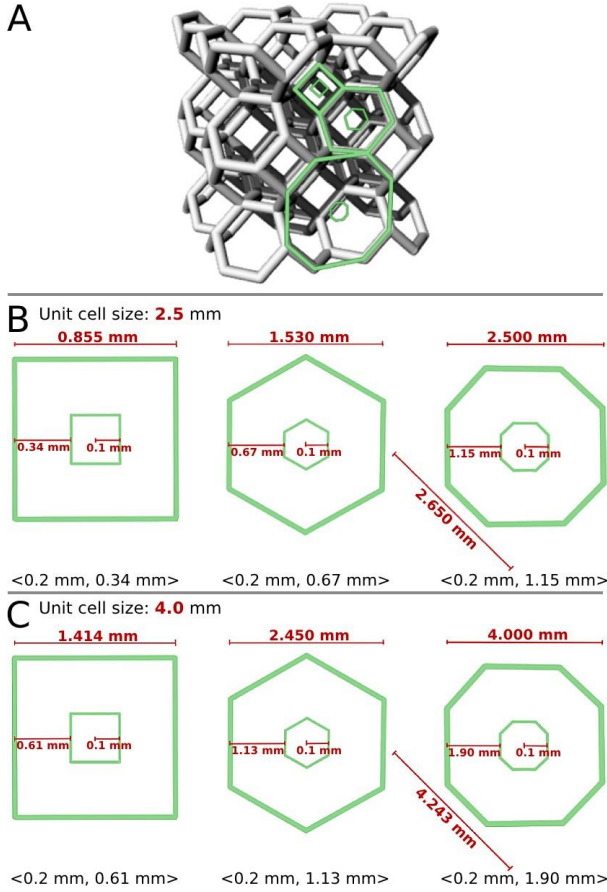 A
B Unit cell size: 2.5 mm
0.855 mm 1.530 mm 2.500 mm
0.34 mm 0.1 mm 0.67 mm 0.1 mm 1.15 mm 0.1 mm
2.650 mm
<0.2 mm, 0.34 mm> <0.2 mm, 0.67 mm> <0.2 mm, 1.15 mm>
C Unit cell size: 4.0 mm
1.414 mm 2.450 mm 4.000 mm
0.61 mm 0.1 mm 1.13 mm 0.1 mm 1.90 mm 0.1 mm
4.243 mm
<0.2 mm, 0.61 mm> <0.2 mm, 1.13 mm> <0.2 mm, 1.90 mm>